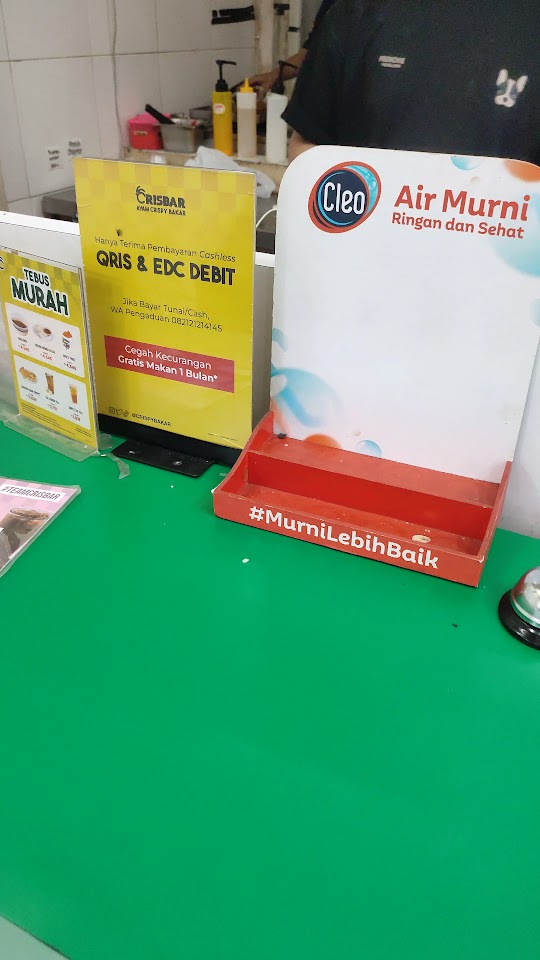 TEBUS
MURAH
CRISBAR
AYAM CRISPY BAKAR
Hanya Terima Pembayaran Cashless
QRIS & EDC DEBIT
Jika Bayar Tunai/Cash,
WA Pengaduan 082121214145
Cegah Kecurangan
Gratis Makan 1 Bulan*
@CRISPYBAKAR
#TEAMCRISBAR
Cleo
Air Murni
Ringan dan Sehat
#MurniLebihBaik